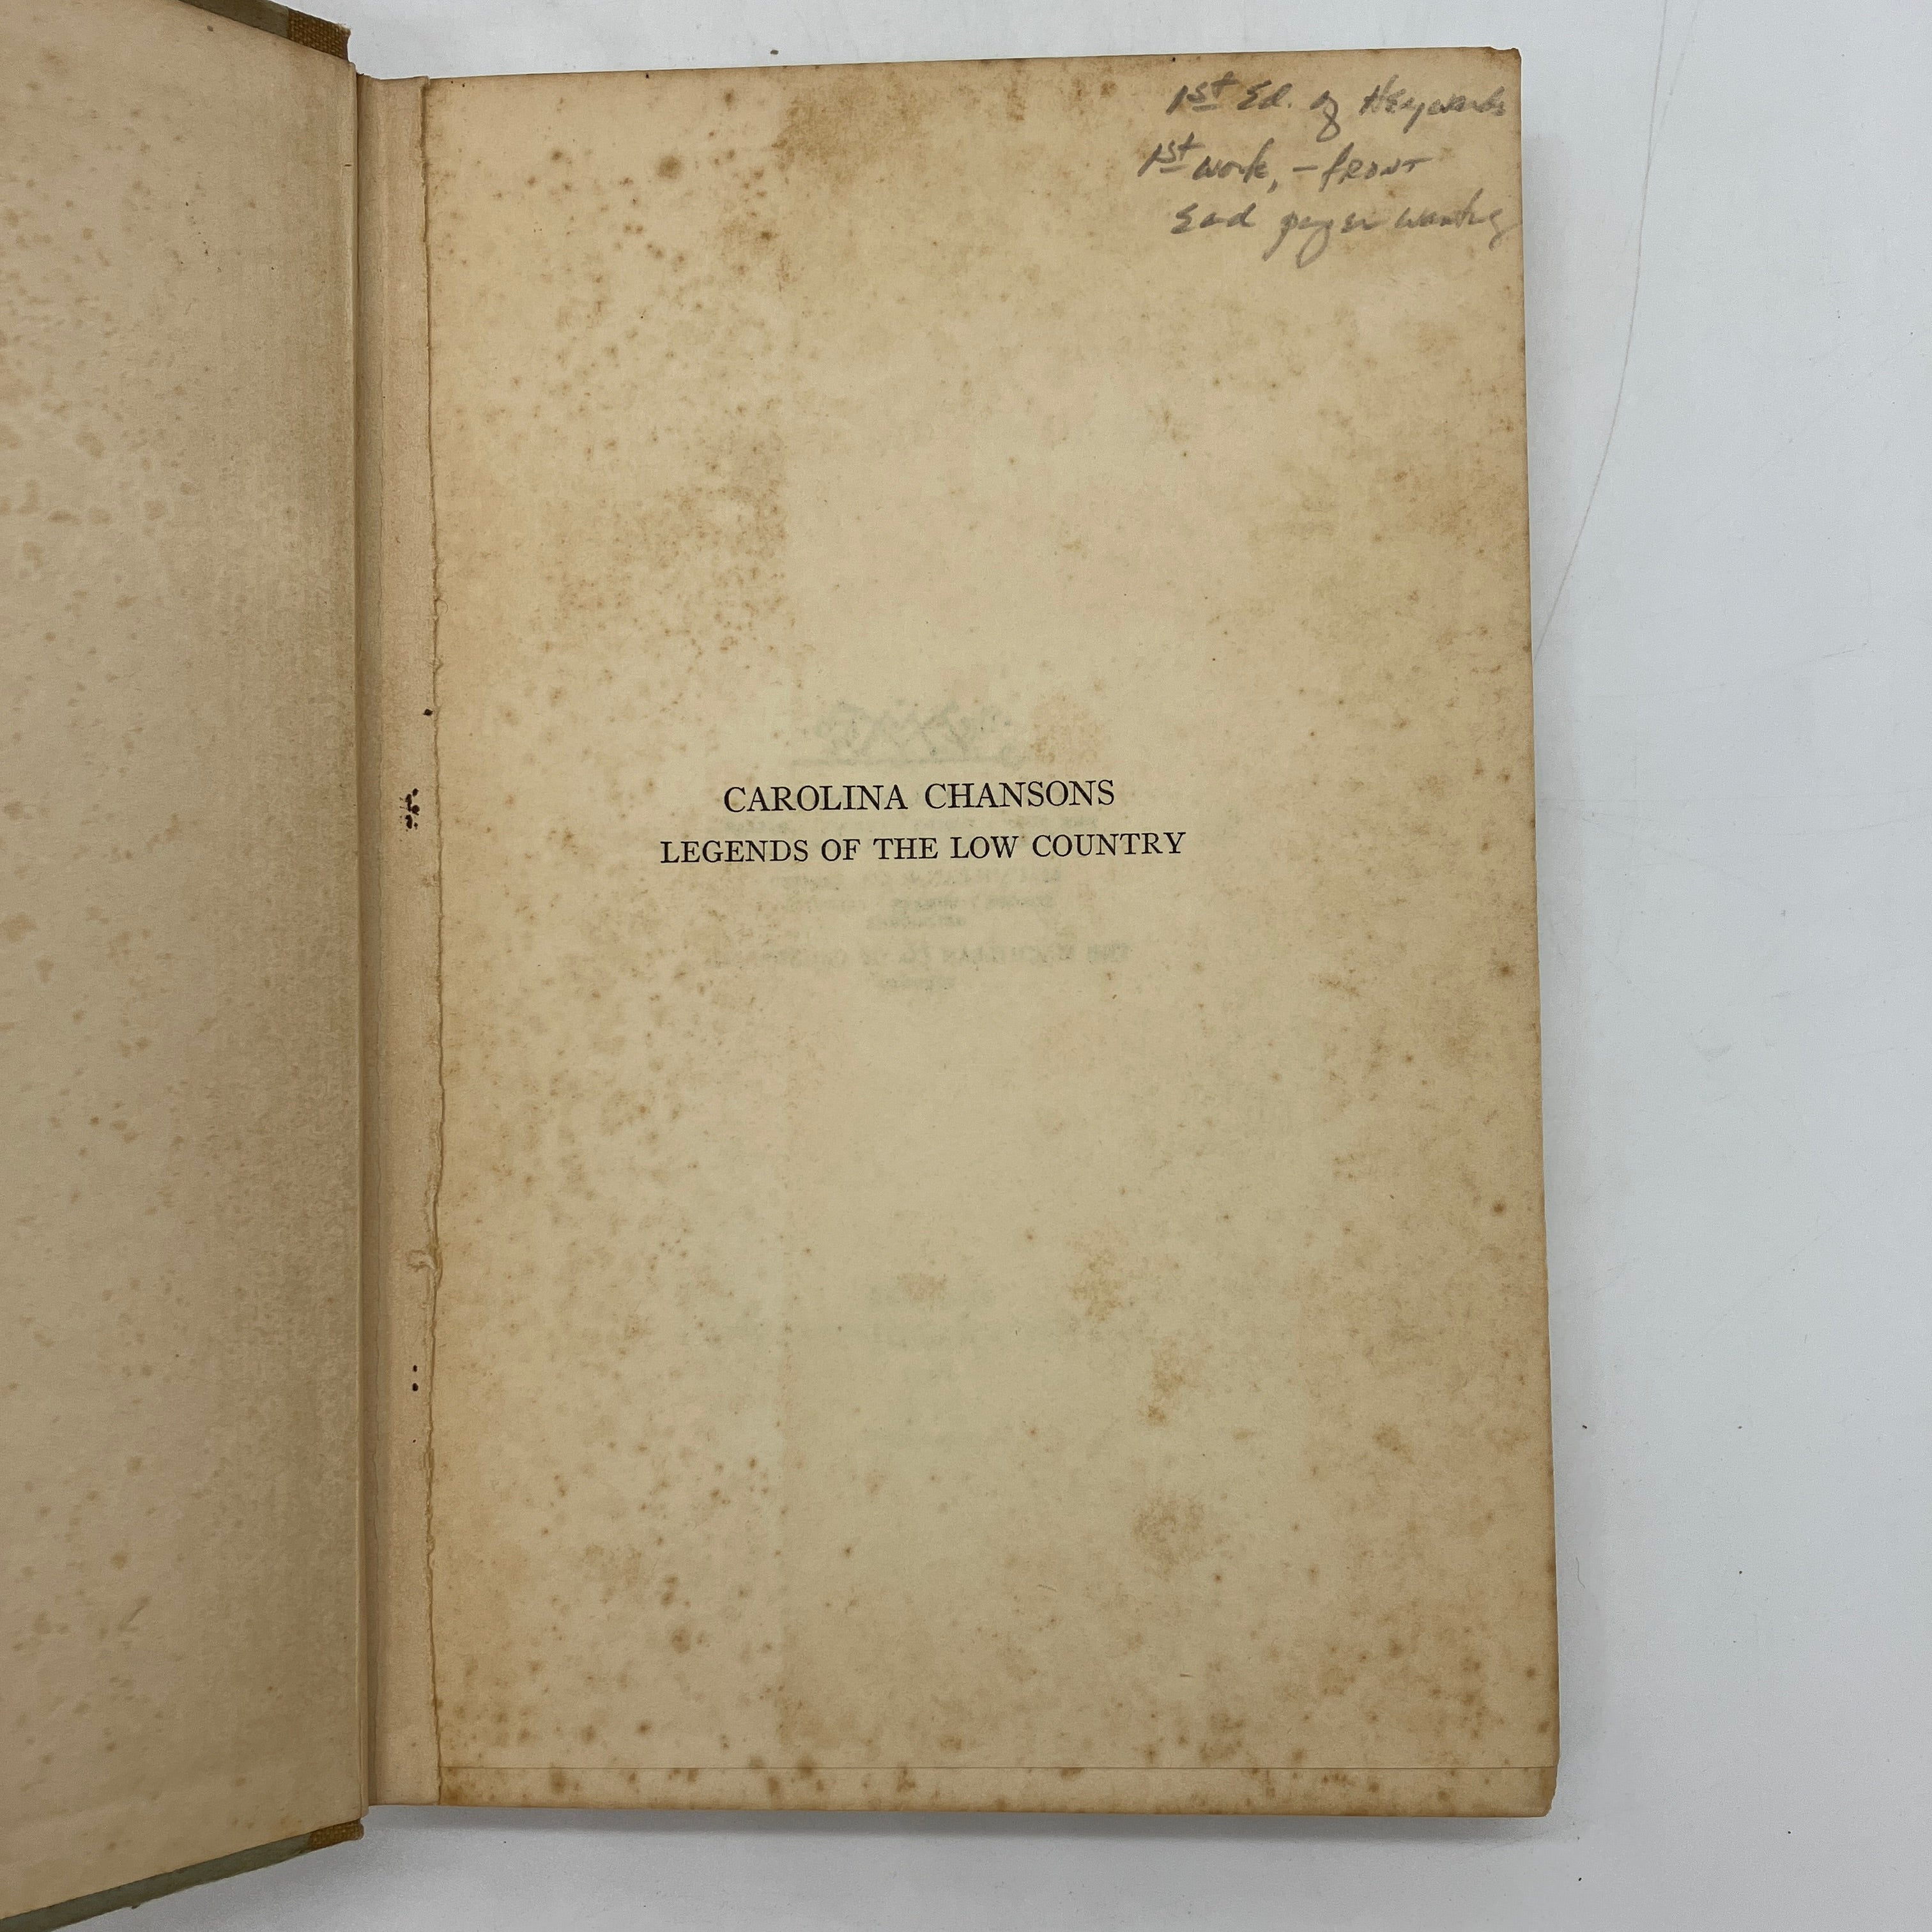 1st Ed. of Heywards
1st work, – front
End paper wanting
CAROLINA CHANSONS
LEGENDS OF THE LOW COUNTRY